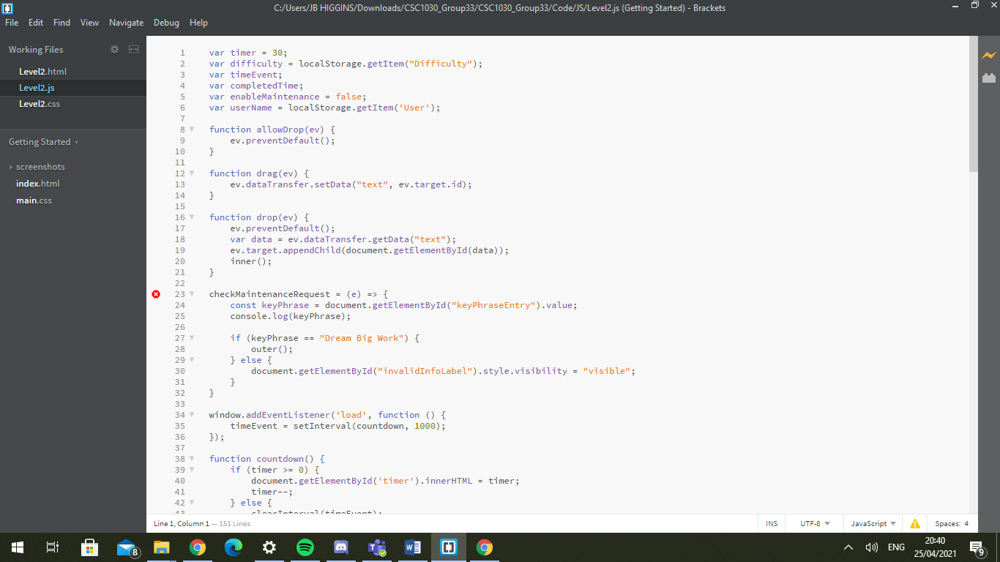 C:/Users/JB HIGGINS/Downloads/CSC1030_Group33/CSC1030_Group33/Code/JS/Level2.js (Getting Started) - Brackets
File Edit Find View Navigate Debug Help
Working Files
Level2.html
Level2.js
Level2.css
Getting Started
screenshots
index.html
main.css
1 var timer = 30;
2 var difficulty = localStorage.getItem("Difficulty");
3 var timeEvent;
4 var completedTime;
5 var enableMaintenance = false;
6 var userName = localStorage.getItem('User');
7
8 function allowDrop(ev) {
9     ev.preventDefault();
10 }
11
12 function drag(ev) {
13     ev.dataTransfer.setData("text", ev.target.id);
14 }
15
16 function drop(ev) {
17     ev.preventDefault();
18     var data = ev.dataTransfer.getData("text");
19     ev.target.appendChild(document.getElementById(data));
20     inner();
21 }
22
23 checkMaintenanceRequest = (e) => {
24     const keyPhrase = document.getElementById("keyPhraseEntry").value;
25     console.log(keyPhrase);
26
27     if (keyPhrase == "Dream Big Work") {
28         outer();
29     } else {
30         document.getElementById("invalidInfoLabel").style.visibility = "visible";
31     }
32 }
33
34 window.addEventListener('load', function () {
35     timeEvent = setInterval(countdown, 1000);
36 });
37
38 function countdown() {
39     if (timer >= 0) {
40         document.getElementById('timer').innerHTML = timer;
41         timer--;
42     } else {
43         clearInterval(timeEvent);
Line 1, Column 1 — 151 Lines
INS UTF-8 JavaScript Spaces: 4
8
ENG
20:40
25/04/2021
9